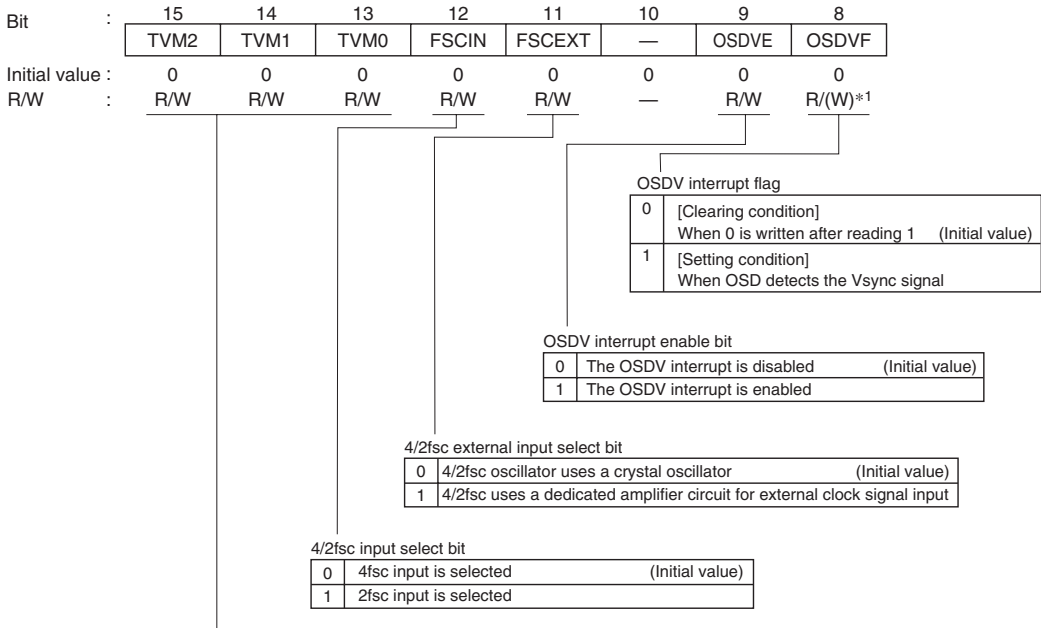 Bit : 15 14 13 12 11 10 9 8
TVM2 TVM1 TVM0 FSCIN FSCEXT — OSDVE OSDVF
Initial value : 0 0 0 0 0 0 0 0
R/W : R/W R/W R/W R/W R/W — R/W R/(W)*1
OSDV interrupt flag
0 [Clearing condition]
When 0 is written after reading 1 (Initial value)
1 [Setting condition]
When OSD detects the Vsync signal
OSDV interrupt enable bit
0 The OSDV interrupt is disabled (Initial value)
1 The OSDV interrupt is enabled
4/2fsc external input select bit
0 4/2fsc oscillator uses a crystal oscillator (Initial value)
1 4/2fsc uses a dedicated amplifier circuit for external clock signal input
4/2fsc input select bit
0 4fsc input is selected (Initial value)
1 2fsc input is selected